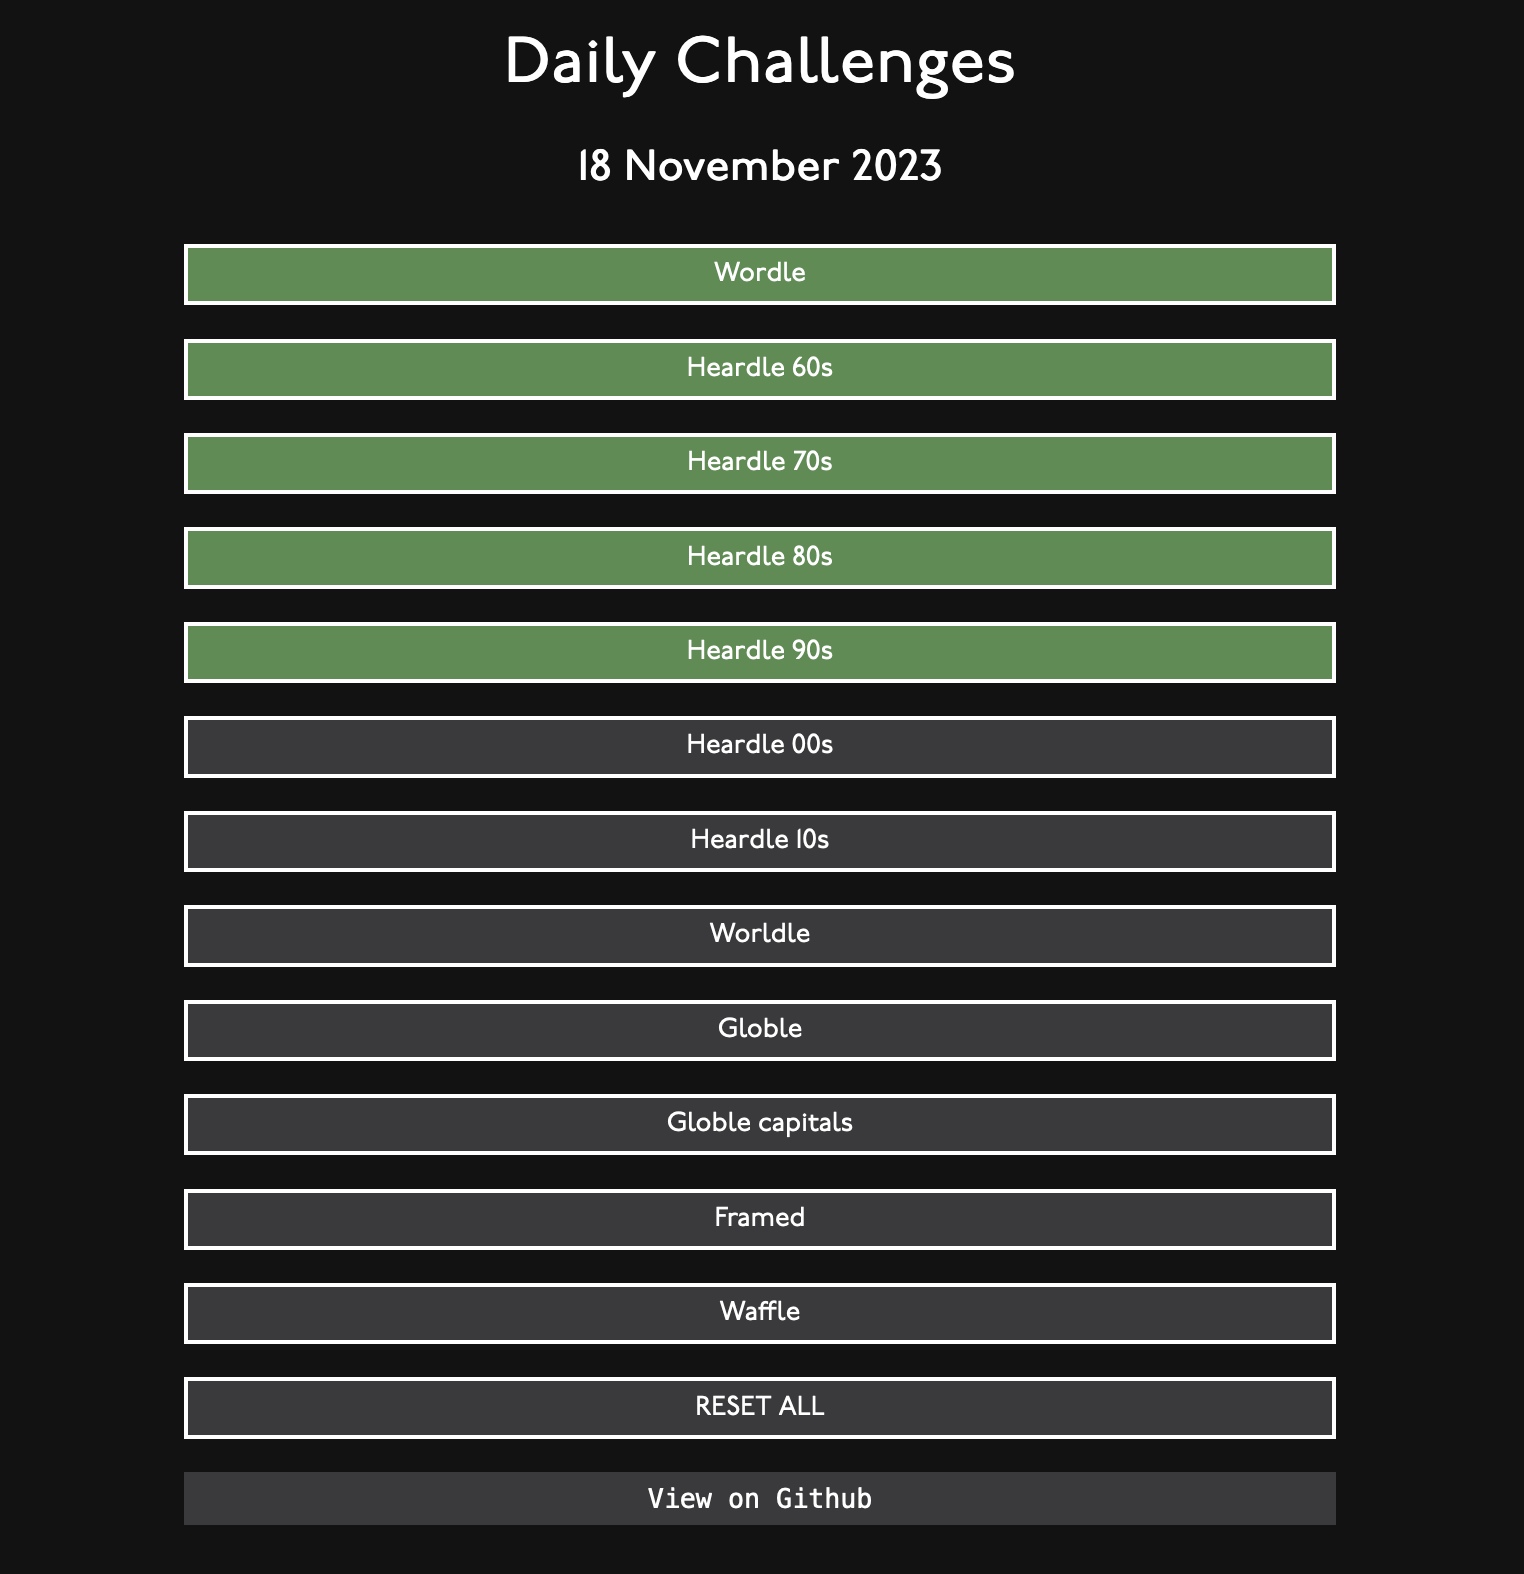 Daily Challenges
18 November 2023
Wordle
Heardle 60s
Heardle 70s
Heardle 80s
Heardle 90s
Heardle 00s
Heardle 10s
Worldle
Globle
Globle capitals
Framed
Waffle
RESET ALL
View on Github